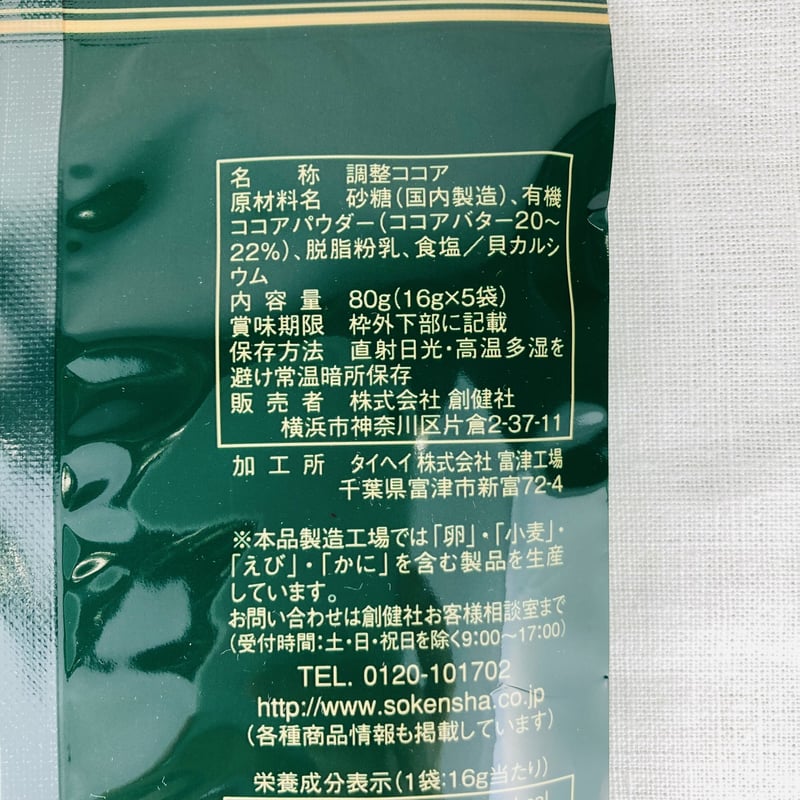 名称 調整ココア
原材料名 砂糖(国内製造)、有機
ココアパウダー(ココアバター20~
22%)、脱脂粉乳、食塩/貝カルシ
ウム
内容量 80g(16g×5袋)
賞味期限 枠外下部に記載
保存方法 直射日光・高温多湿を
避け常温暗所保存
販売者 株式会社 創健社
横浜市神奈川区片倉2-37-11
加工所 タイヘイ株式会社 富津工場
千葉県富津市新富72-4
※本品製造工場では「卵」・「小麦」・
「えび」・「かに」を含む製品を生産
しています。
お問い合わせは創健社お客様相談室まで
(受付時間:土・日・祝日を除く9:00~17:00)
TEL. 0120-101702
http://www.sokensha.co.jp
(各種商品情報も掲載しています)
栄養成分表示(1袋:16g当たり)